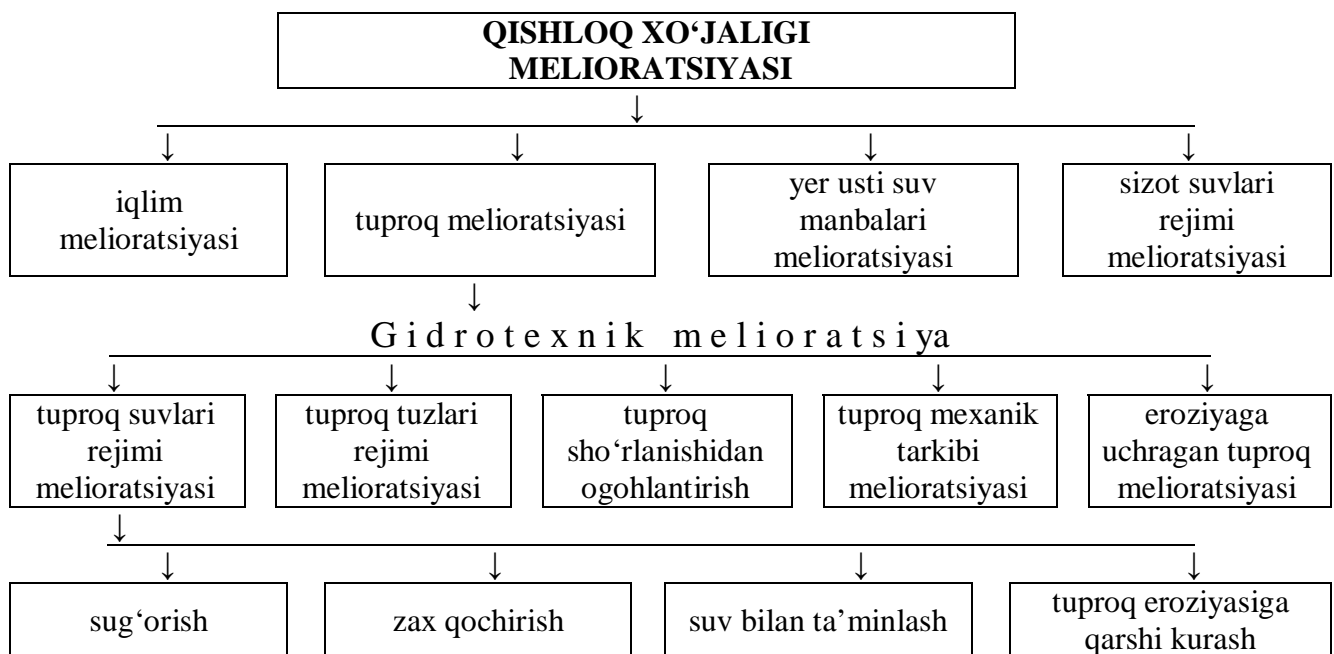 QISHLOQ XO‘JALIGI
MELIORATSIYASI
iqlim
melioratsiyasi
tuproq melioratsiyasi
yer usti suv
manbalari
melioratsiyasi
sizot suvlari
rejimi
melioratsiyasi
G i d r o t e x n i k m e l i o r a t s i ya
tuproq suvlari
rejimi
melioratsiyasi
tuproq tuzlari
rejimi
melioratsiyasi
tuproq
sho‘rlanishidan
ogohlantirish
tuproq mexanik
tarkibi
melioratsiyasi
eroziyaga
uchragan tuproq
melioratsiyasi
sug‘orish
zax qochirish
suv bilan ta’minlash
tuproq eroziyasiga
qarshi kurash